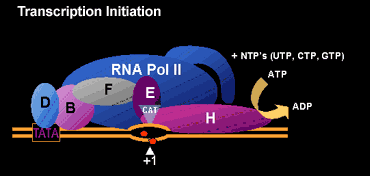 Transcription Initiation
+ NTP's (UTP, CTP, GTP)
RNA Pol II
ATP
F
E
D
B
CAT
H
ADP
TATA
+1